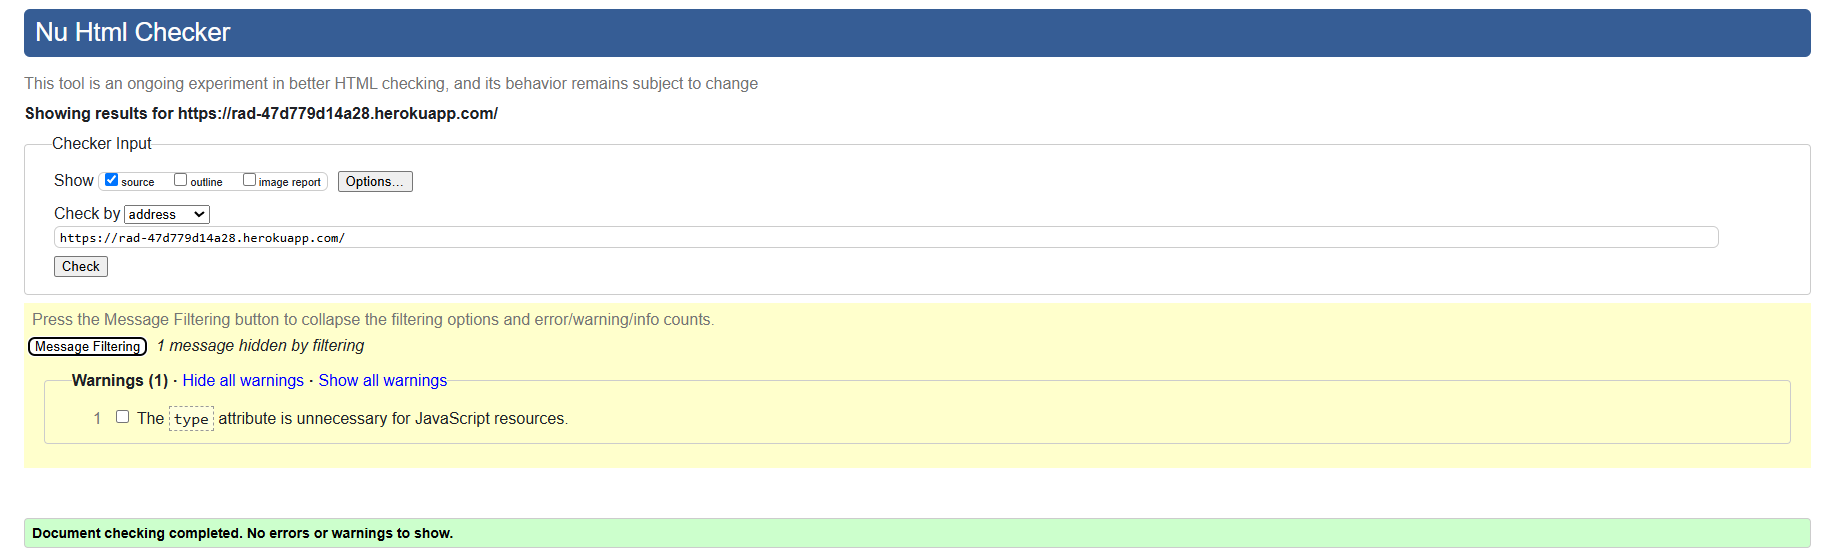 Nu Html Checker
This tool is an ongoing experiment in better HTML checking, and its behavior remains subject to change
Showing results for https://rad-47d779d14a28.herokuapp.com/
Checker Input
Show source outline image report Options...
Check by address
https://rad-47d779d14a28.herokuapp.com/
Check
Press the Message Filtering button to collapse the filtering options and error/warning/info counts.
Message Filtering 1 message hidden by filtering
Warnings (1) · Hide all warnings · Show all warnings
1 The type attribute is unnecessary for JavaScript resources.
Document checking completed. No errors or warnings to show.